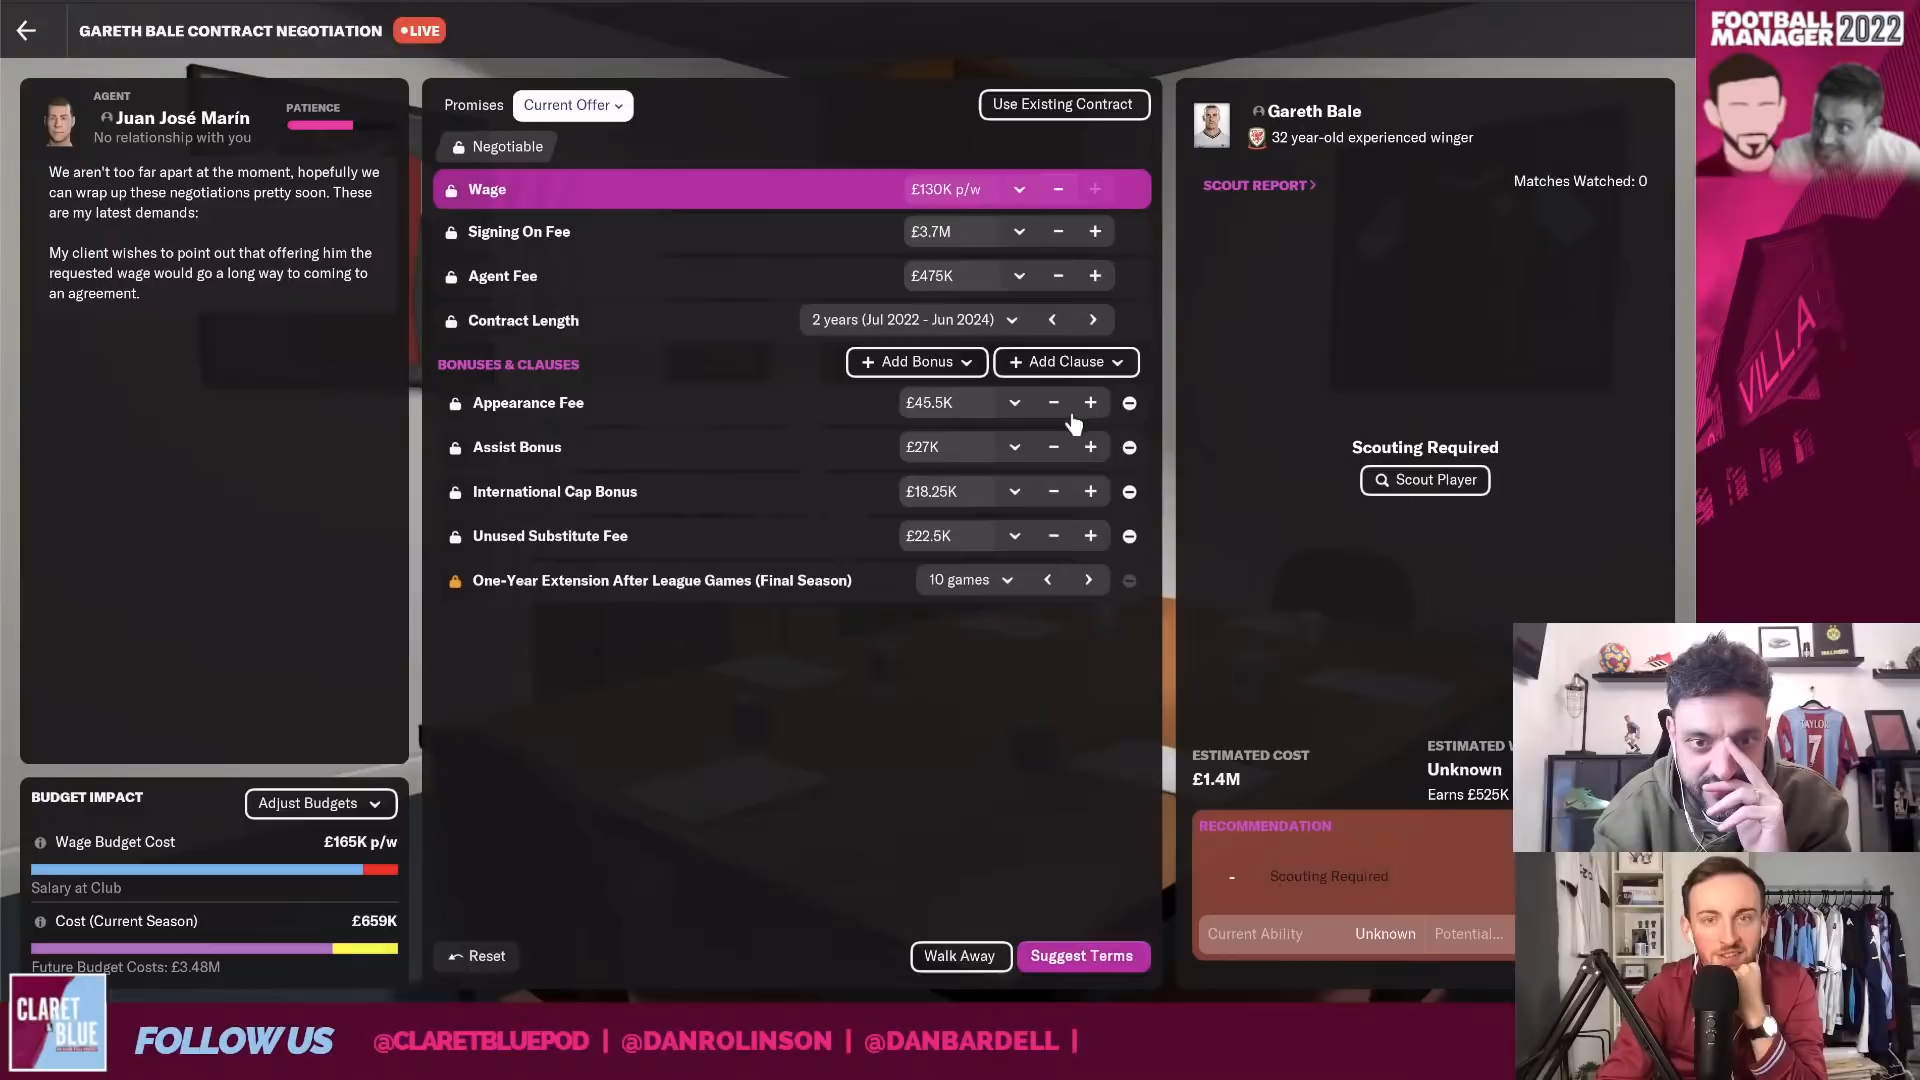 GARETH BALE CONTRACT NEGOTIATION
LIVE
FOOTBALL
MANAGER 2022
AGENT
Juan José Marín
No relationship with you
PATIENCE
We aren't too far apart at the moment, hopefully we
can wrap up these negotiations pretty soon. These
are my latest demands:
My client wishes to point out that offering him the
requested wage would go a long way to coming to
an agreement.
Promises
Current Offer
Use Existing Contract
Negotiable
Wage £130K p/w
Signing On Fee £3.7M
Agent Fee £475K
Contract Length 2 years (Jul 2022 - Jun 2024)
BONUSES & CLAUSES
+ Add Bonus
+ Add Clause
Appearance Fee £45.5K
Assist Bonus £27K
International Cap Bonus £18.25K
Unused Substitute Fee £22.5K
One-Year Extension After League Games (Final Season) 10 games
Reset
Walk Away
Suggest Terms
Gareth Bale
32 year-old experienced winger
SCOUT REPORT >
Matches Watched: 0
Scouting Required
Scout Player
ESTIMATED COST
£1.4M
ESTIMATED
Unknown
Earns £525K
RECOMMENDATION
- Scouting Required
Current Ability Unknown
Potential...
VILLA
TAYLOR
7
BUDGET IMPACT
Adjust Budgets
Wage Budget Cost £165K p/w
Salary at Club
Cost (Current Season) £659K
Future Budget Costs: £3.48M
CLARET
& BLUE
FOLLOW US
@CLARETBLUEPOD | @DANROLINSON | @DANBARDELL |